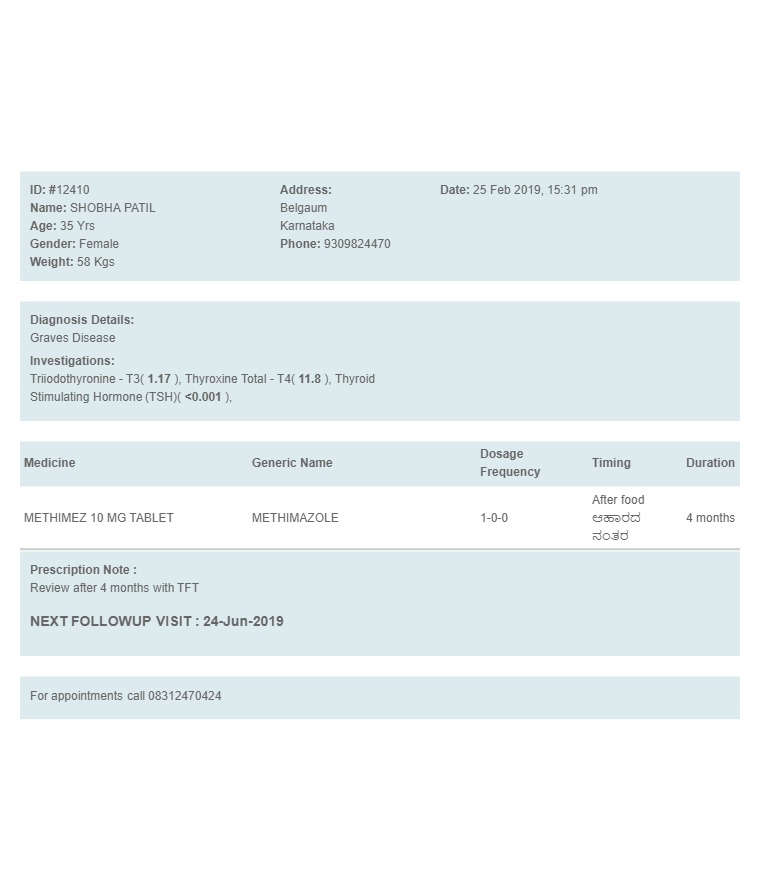 ID: #12410
Name: SHOBHA PATIL
Age: 35 Yrs
Gender: Female
Weight: 58 Kgs
Address:
Belgaum
Karnataka
Phone: 9309824470
Date: 25 Feb 2019, 15:31 pm
Diagnosis Details:
Graves Disease
Investigations:
Triiodothyronine - T3( 1.17 ), Thyroxine Total - T4( 11.8 ), Thyroid
Stimulating Hormone (TSH)( <0.001 ),
Medicine Generic Name Dosage Frequency Timing Duration
METHIMEZ 10 MG TABLET METHIMAZOLE 1-0-0 After food ಆಹಾರದ ನಂತರ 4 months
Prescription Note :
Review after 4 months with TFT
NEXT FOLLOWUP VISIT : 24-Jun-2019
For appointments call 08312470424